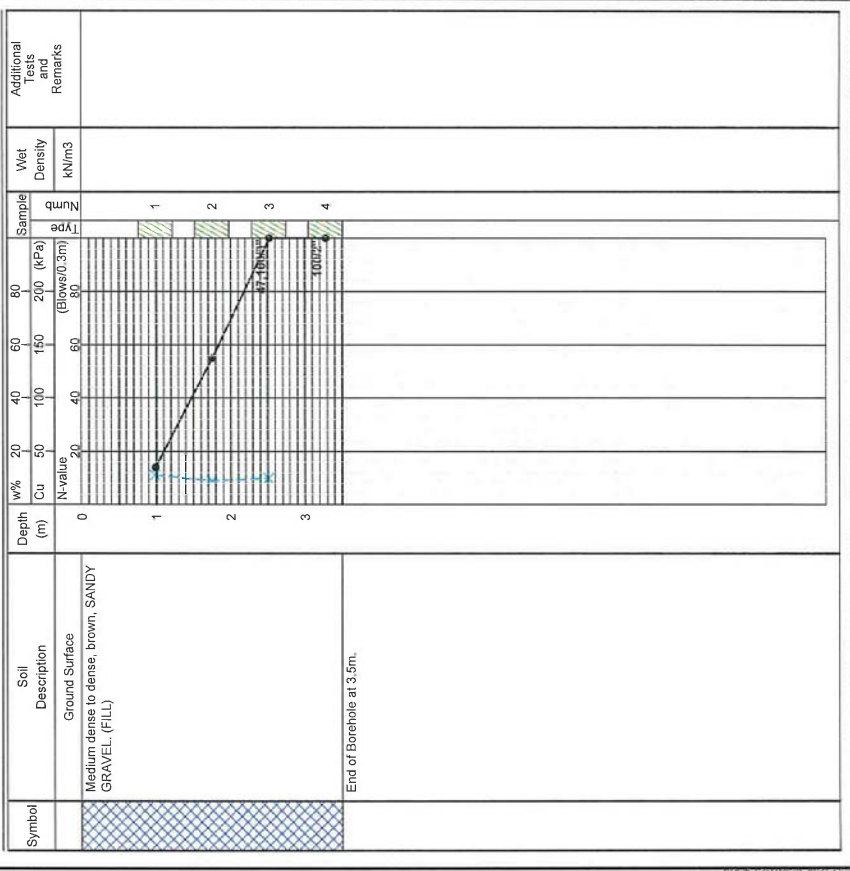 Symbol
Soil
Description
Ground Surface
Medium dense to dense, brown, SANDY
GRAVEL. (FILL)
End of Borehole at 3.5m.
Depth
(m)
0
1
2
3
w% 20 40 60 80
Cu 50 100 150 200 (kPa)
N-value (Blows/0.3m)
20 40 60 80
100/2"
Sample
Type
Numb
1
2
3
4
Wet
Density
kN/m3
Additional
Tests
and
Remarks